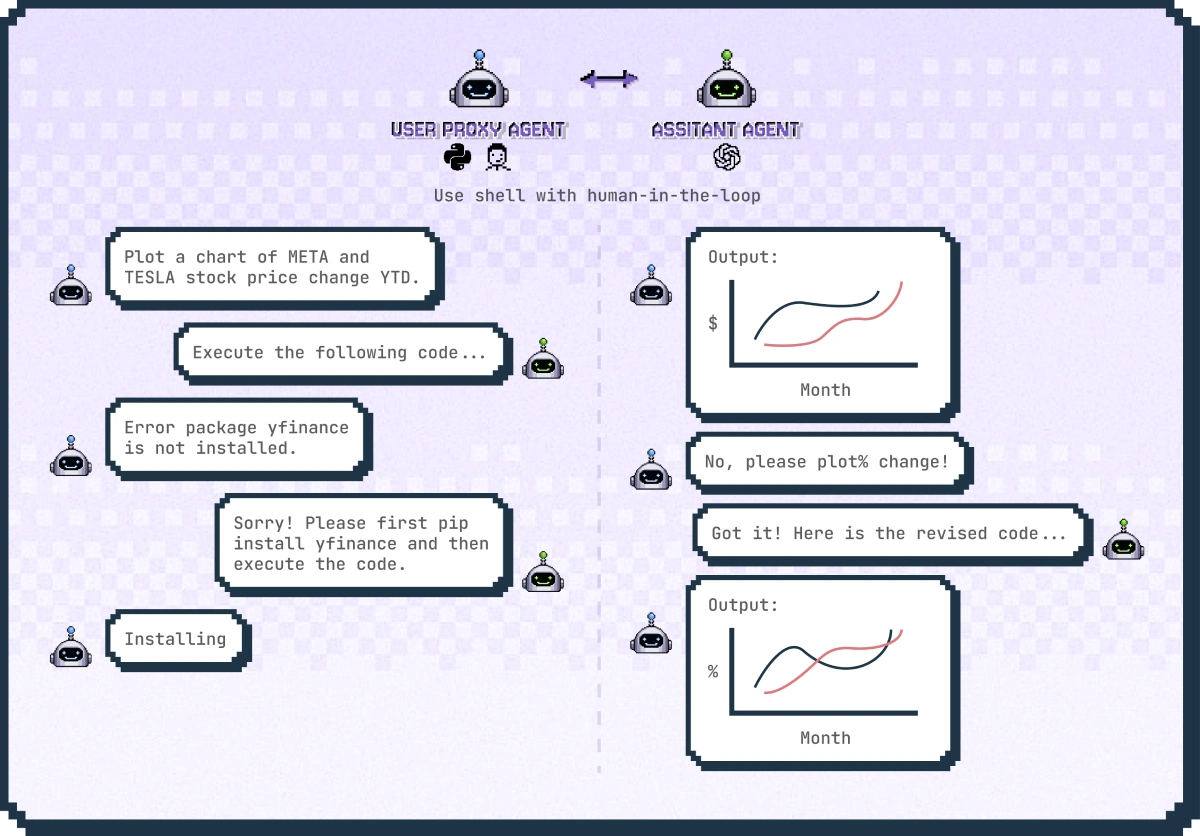 USER PROXY AGENT
ASSITANT AGENT
Use shell with human-in-the-loop
Plot a chart of META and
TESLA stock price change YTD.
Execute the following code...
Error package yfinance
is not installed.
Sorry! Please first pip
install yfinance and then
execute the code.
Installing
Output:
$
Month
No, please plot% change!
Got it! Here is the revised code...
Output:
%
Month